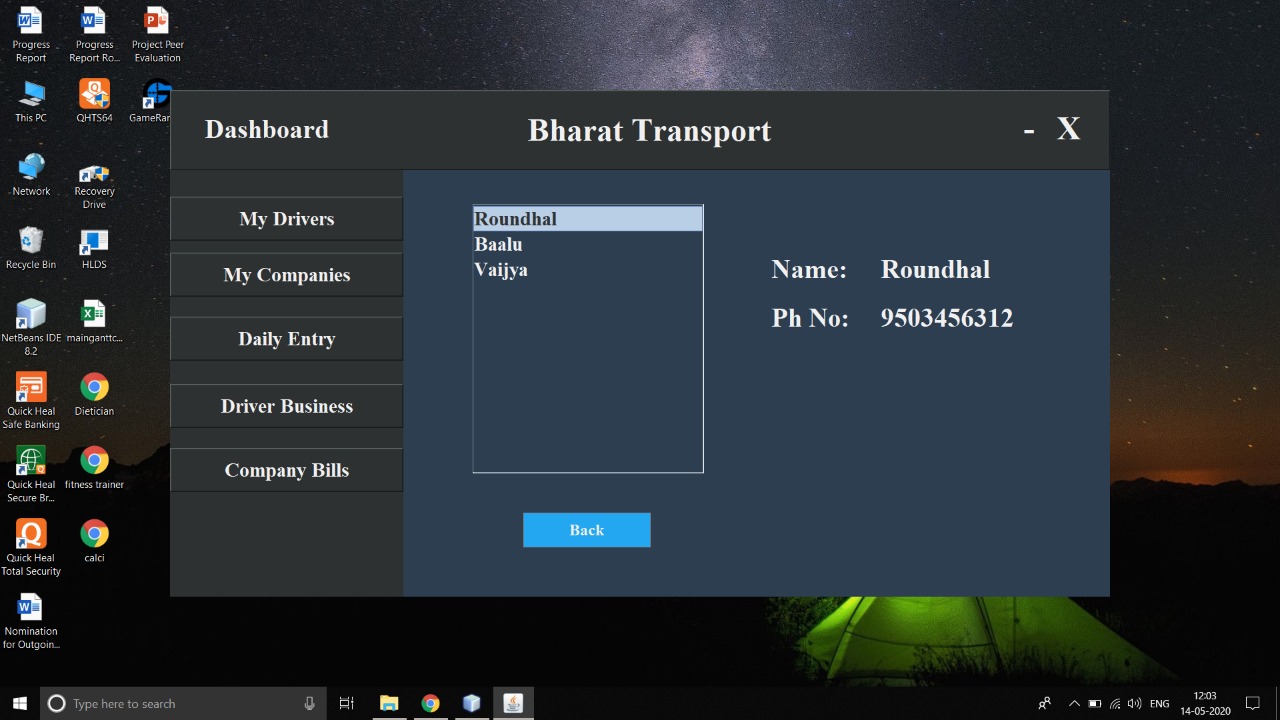 Progress
Report
Progress
Report Ro...
Project Peer
Evaluation
This PC
QHTS64
GameRan
Network
Recovery
Drive
Recycle Bin
HLDS
NetBeans IDE
8.2
mainganttc...
Quick Heal
Safe Banking
Dietician
Quick Heal
Secure Br...
fitness trainer
Quick Heal
Total Security
calci
Nomination
for Outgoin...
Dashboard
Bharat Transport
- X
My Drivers
My Companies
Daily Entry
Driver Business
Company Bills
Roundhal
Baalu
Vaijya
Name: Roundhal
Ph No: 9503456312
Back
Type here to search
ENG
12:03
14-05-2020